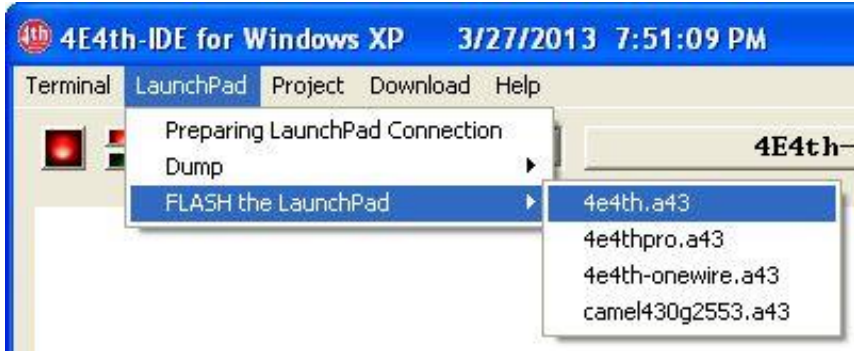 4th 4E4th-IDE for Windows XP 3/27/2013 7:51:09 PM
Terminal LaunchPad Project Download Help
4E4th-
Preparing LaunchPad Connection
Dump
FLASH the LaunchPad
4e4th.a43
4e4thpro.a43
4e4th-onewire.a43
camel430g2553.a43